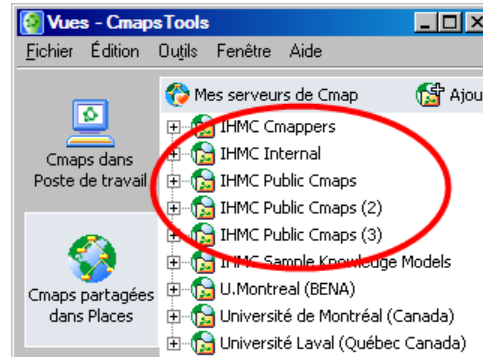 Vues - CmapsTools
Fichier Édition Outils Fenêtre Aide
Mes serveurs de Cmap Ajou
IHMC Cmappers
IHMC Internal
Cmaps dans
Poste de travail
IHMC Public Cmaps
IHMC Public Cmaps (2)
IHMC Public Cmaps (3)
IHMC Sample Knowledge Models
Cmaps partagées
dans Places
U.Montreal (BENA)
Université de Montréal (Canada)
Université Laval (Québec Canada)